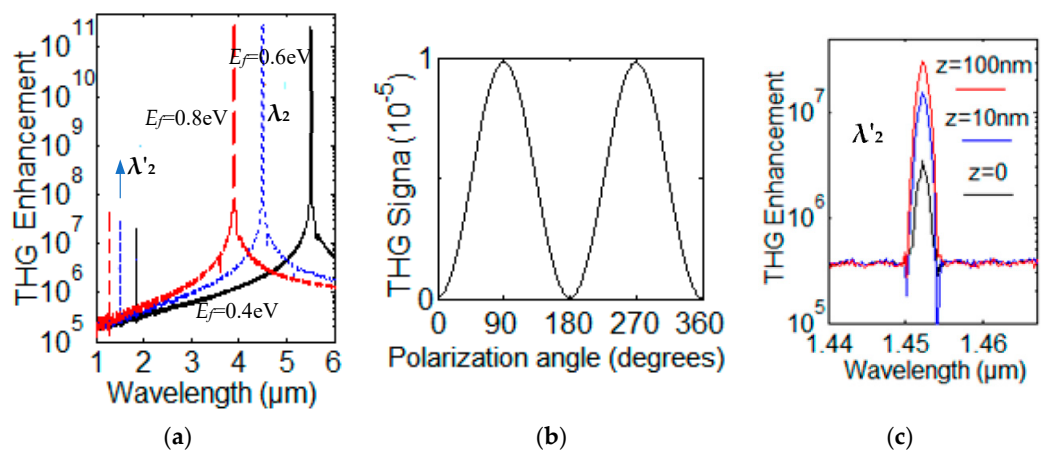 THG Enhancement
10^11
10^10
10^9
10^8
10^7
10^6
10^5
E_f=0.6eV
E_f=0.8eV
λ₂
λ'₂
E_f=0.4eV
1 2 3 4 5 6
Wavelength (µm)
(a)
THG Signa (10^-5)
1
0
0 90 180 270 360
Polarization angle (degrees)
(b)
THG Enhancement
10^7
10^6
10^5
z=100nm
z=10nm
z=0
λ'₂
1.44 1.45 1.46
Wavelength (µm)
(c)